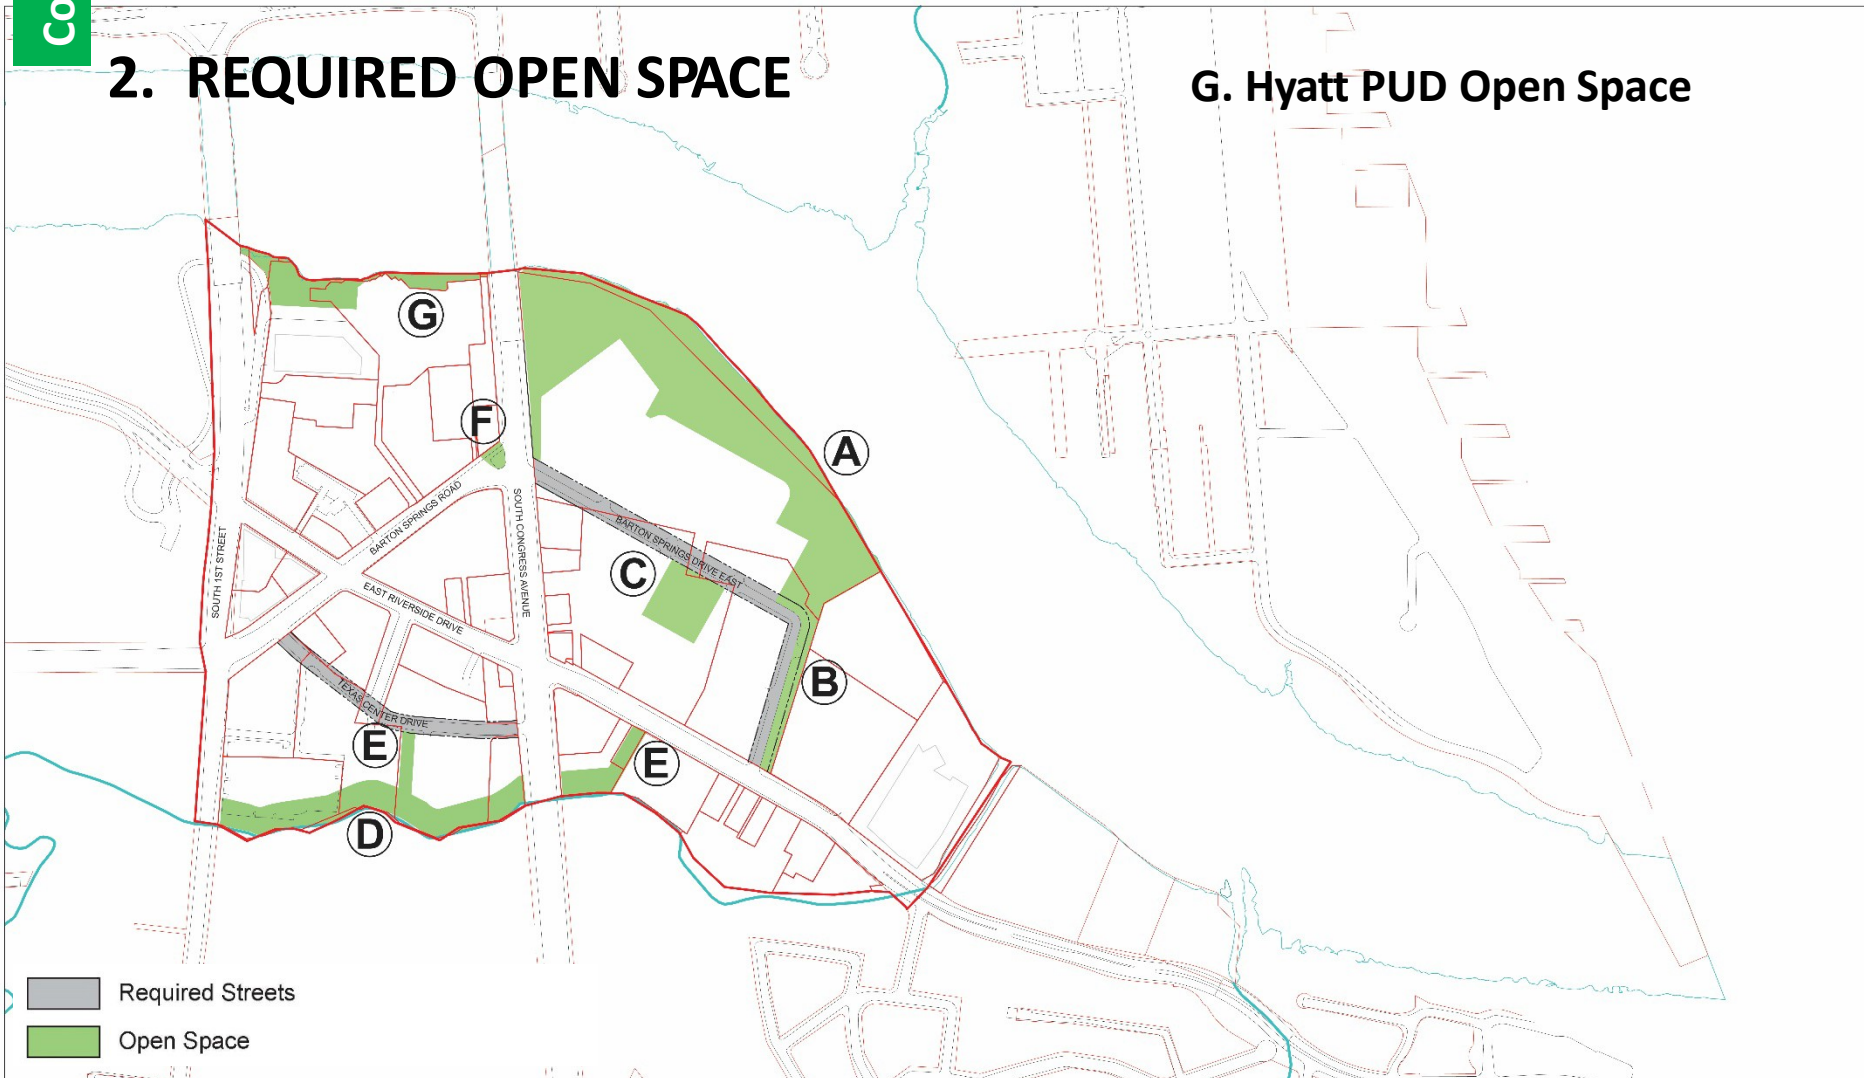 Co
2. REQUIRED OPEN SPACE
G. Hyatt PUD Open Space
G
F
A
BARTON SPRINGS ROAD
SOUTH CONGRESS AVENUE
SOUTH 1ST STREET
BARTON SPRINGS DRIVE EAST
C
EAST RIVERSIDE DRIVE
B
TEXAS CENTER DRIVE
E
E
D
Required Streets
Open Space